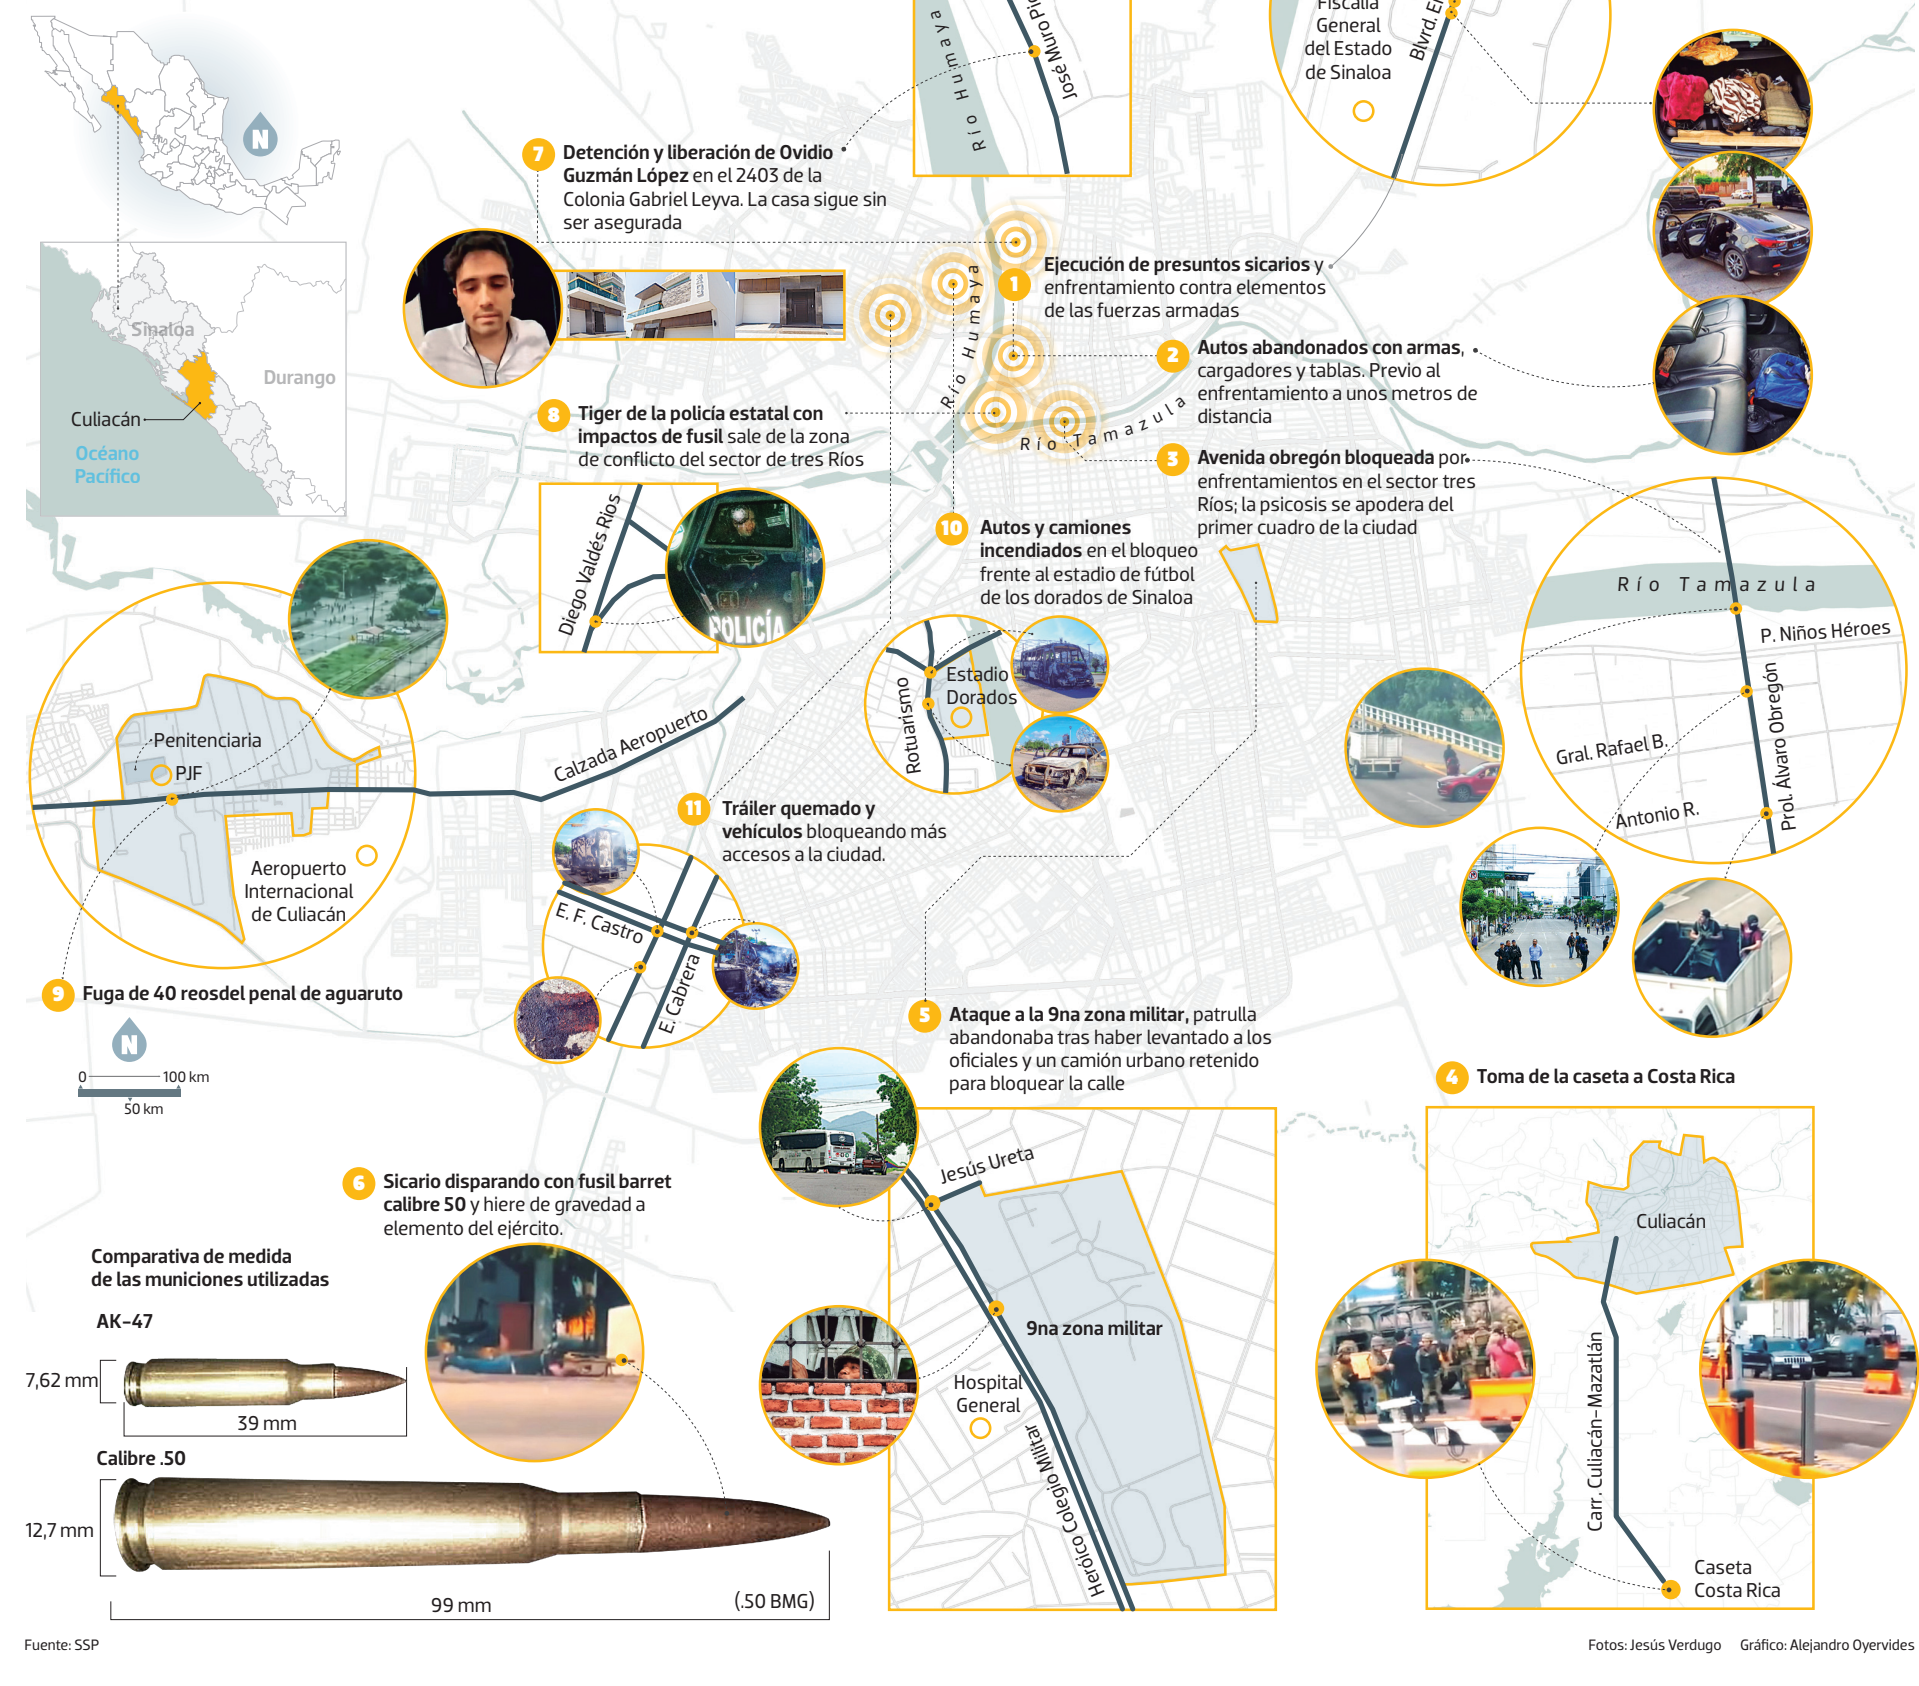 Río Humaya
José Muro
Fiscalía
General
del Estado
de Sinaloa
Blvrd.
N
7
Detención y liberación de Ovidio
Guzmán López en el 2403 de la
Colonia Gabriel Leyva. La casa sigue sin
ser asegurada
Sinaloa
Durango
Culiacán
Océano
Pacífico
Río Humaya
1
Ejecución de presuntos sicarios y
enfrentamiento contra elementos
de las fuerzas armadas
2
Autos abandonados con armas,
cargadores y tablas. Previo al
enfrentamiento a unos metros de
distancia
Río Tamazula
3
Avenida obregón bloqueada por
enfrentamientos en el sector tres
Ríos; la psicosis se apodera del
primer cuadro de la ciudad
8
Tiger de la policía estatal con
impactos de fusil sale de la zona
de conflicto del sector de tres Ríos
Diego Valdés Rios
POLICÍA
10
Autos y camiones
incendiados en el bloqueo
frente al estadio de fútbol
de los dorados de Sinaloa
Estadio
Dorados
Rotuarismo
Río Tamazula
P. Niños Héroes
Gral. Rafael B.
Antonio R.
Prol. Álvaro Obregón
Penitenciaria
PJF
Calzada Aeropuerto
Aeropuerto
Internacional
de Culiacán
11
Tráiler quemado y
vehículos bloqueando más
accesos a la ciudad.
E. F. Castro
E. Cabrera
9
Fuga de 40 reosdel penal de aguaruto
N
0
100 km
50 km
5
Ataque a la 9na zona militar, patrulla
abandonaba tras haber levantado a los
oficiales y un camión urbano retenido
para bloquear la calle
Jesús Ureta
9na zona militar
Hospital
General
Heróico Colegio Militar
4
Toma de la caseta a Costa Rica
Culiacán
Carr. Culiacán-Mazatlán
Caseta
Costa Rica
6
Sicario disparando con fusil barret
calibre 50 y hiere de gravedad a
elemento del ejército.
Comparativa de medida
de las municiones utilizadas
AK-47
7,62 mm
39 mm
Calibre .50
12,7 mm
99 mm
(.50 BMG)
Fuente: SSP
Fotos: Jesús Verdugo
Gráfico: Alejandro Oyervides